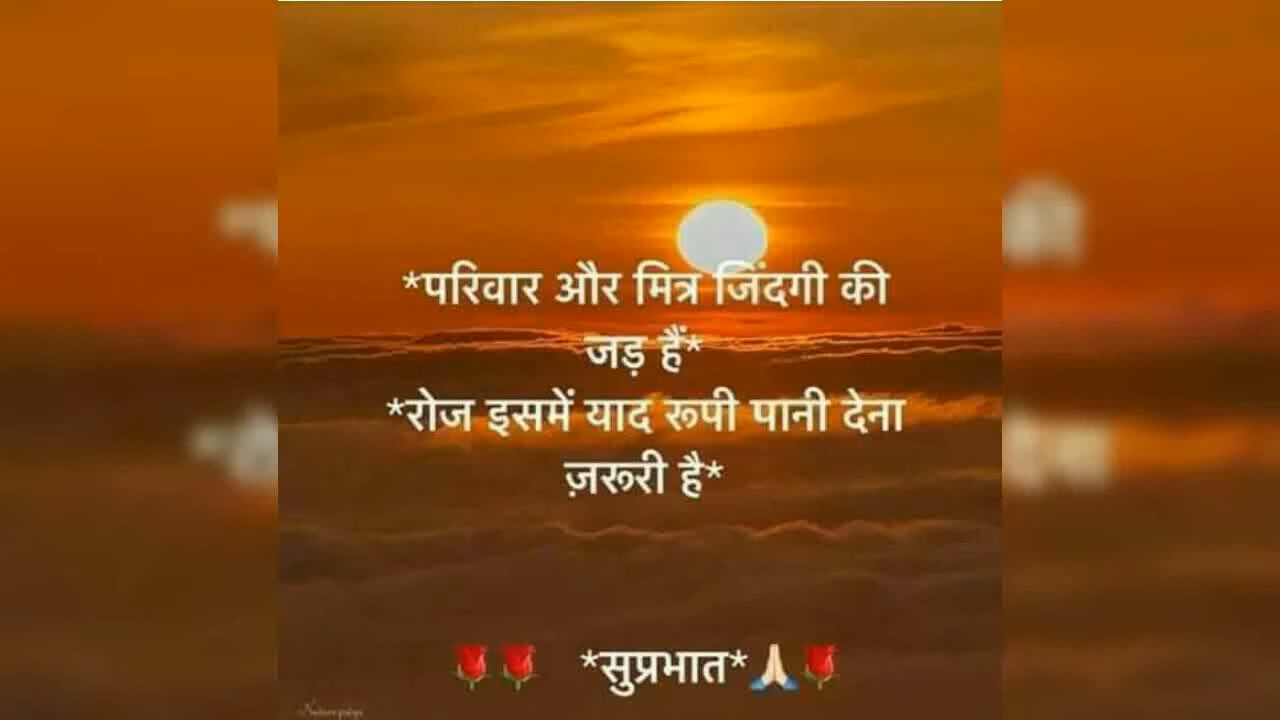 *परिवार और मित्र जिंदगी की
जड़ हैं*
*रोज इसमें याद रूपी पानी देना
ज़रूरी है*
🌹🌹 *सुप्रभात*🙏🏻🌹